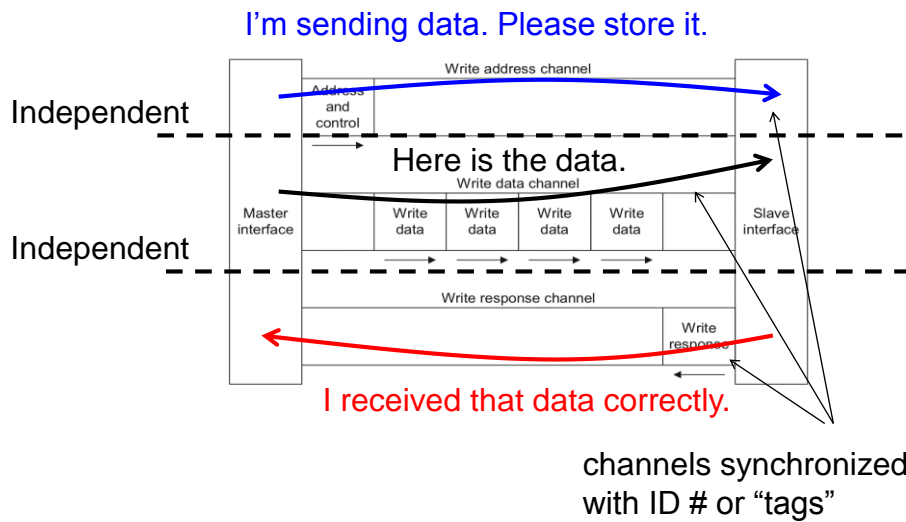 I’m sending data. Please store it.
Write address channel
Independent
Address
and
control
Here is the data.
Write data channel
Master
interface
Write
data
Write
data
Write
data
Write
data
Slave
interface
Independent
Write response channel
Write
response
I received that data correctly.
channels synchronized
with ID # or “tags”